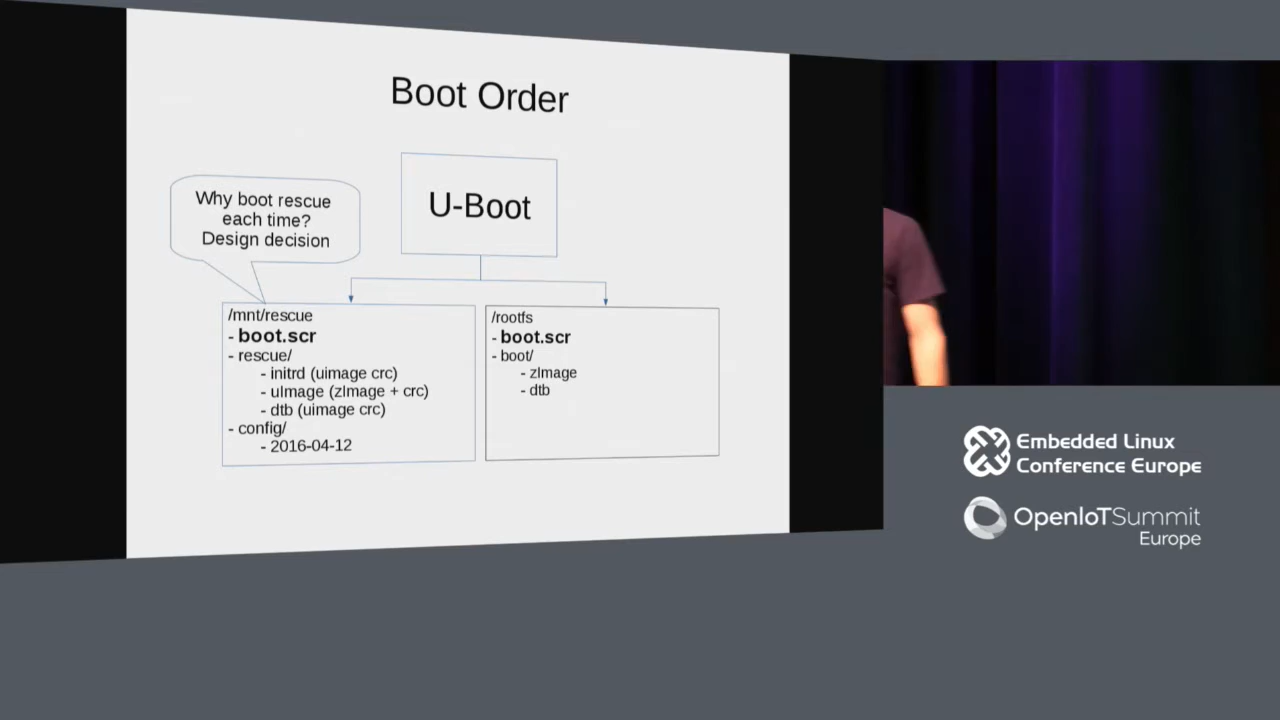 Boot Order
U-Boot
Why boot rescue
each time?
Design decision
/mnt/rescue
- boot.scr
- rescue/
- initrd (uimage crc)
- uImage (zImage + crc)
- dtb (uimage crc)
- config/
- 2016-04-12
/rootfs
- boot.scr
- boot/
- zImage
- dtb
Embedded Linux
Conference Europe
OpenIoTSummit
Europe